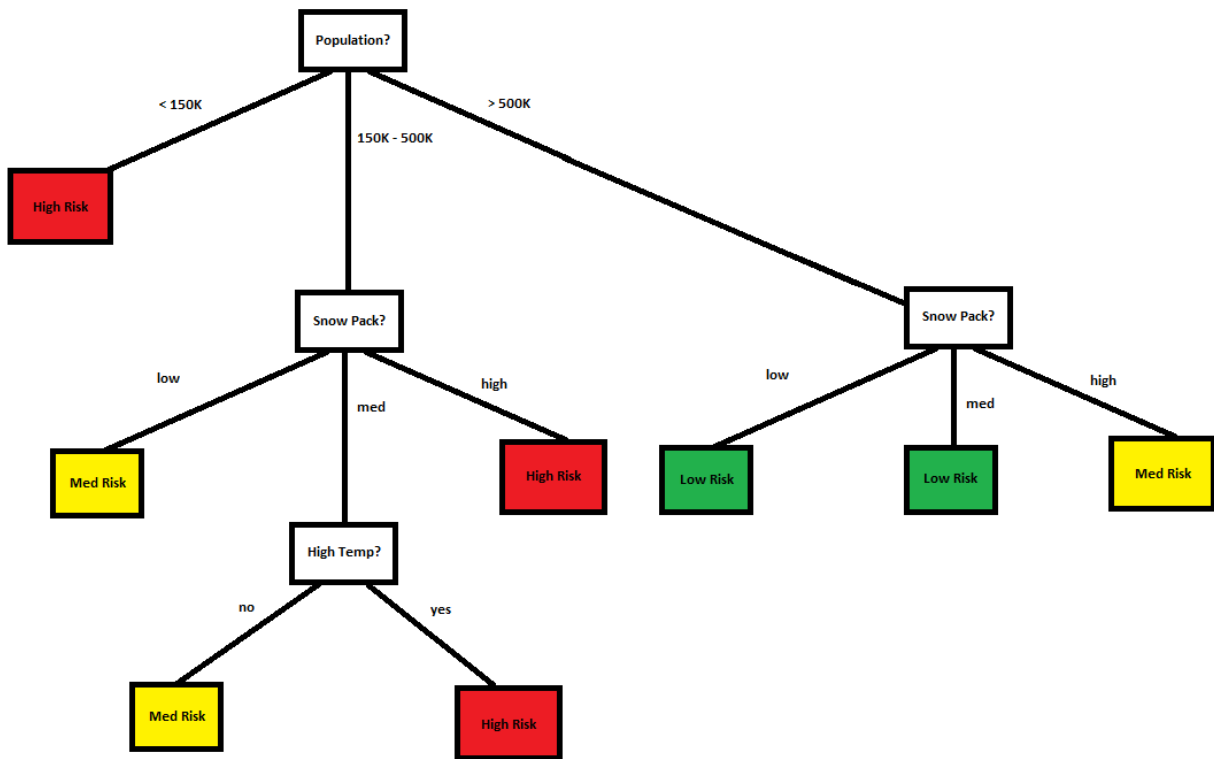 Population?
< 150K
> 500K
150K - 500K
High Risk
Snow Pack?
Snow Pack?
low
high
med
low
high
med
Med Risk
High Risk
Low Risk
Low Risk
Med Risk
High Temp?
no
yes
Med Risk
High Risk